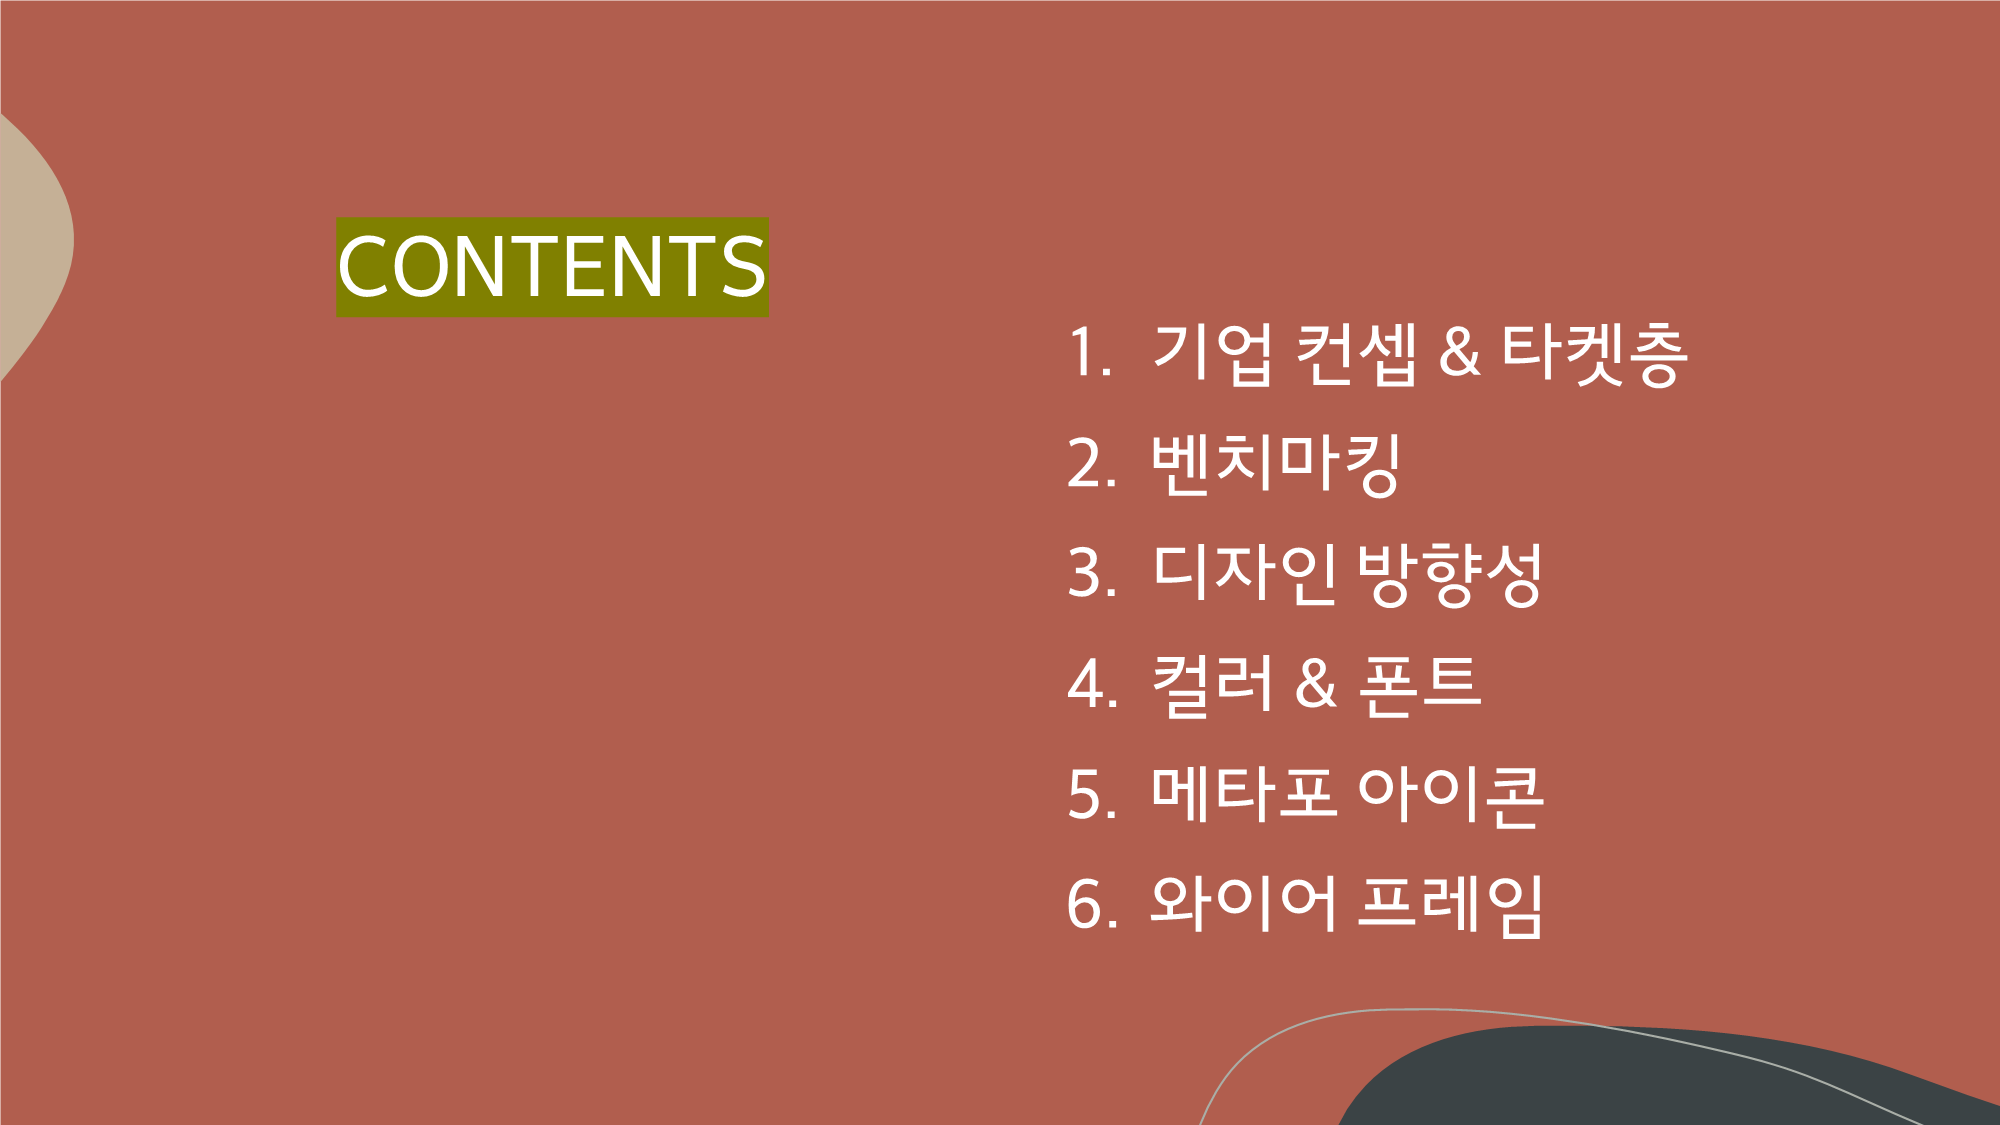 CONTENTS
1. 기업 컨셉 & 타켓층
2. 벤치마킹
3. 디자인 방향성
4. 컬러 & 폰트
5. 메타포 아이콘
6. 와이어 프레임